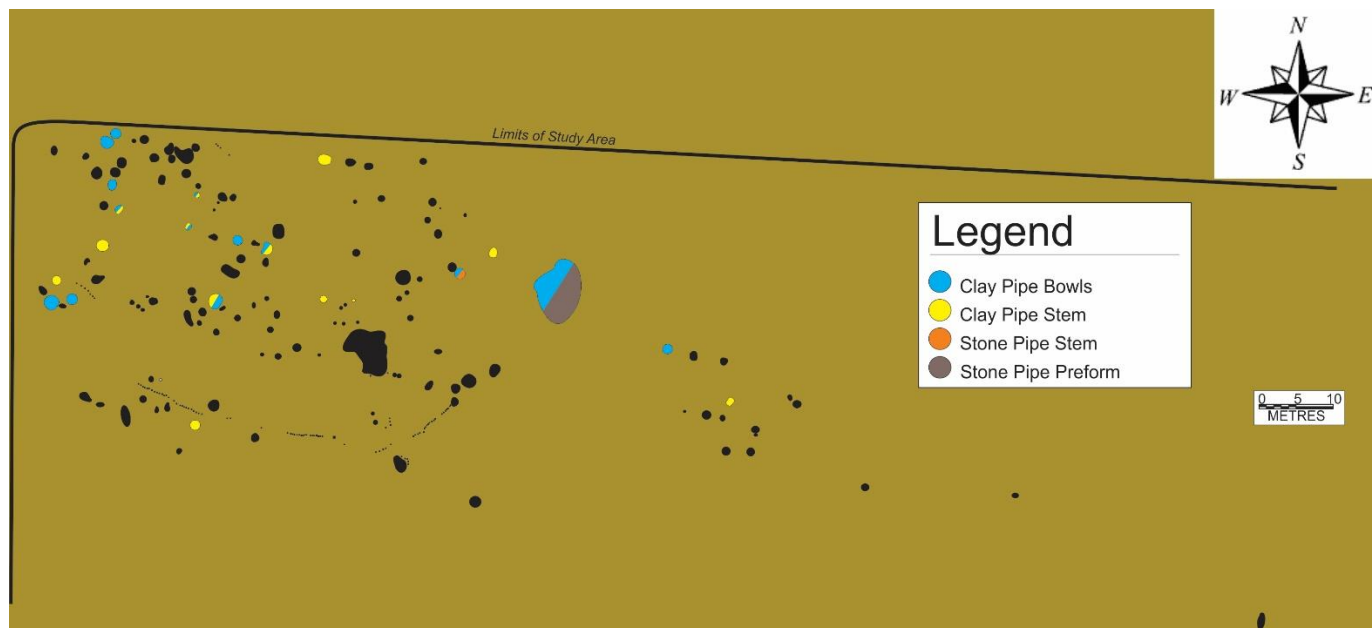 N
W E
S
Limits of Study Area
Legend
Clay Pipe Bowls
Clay Pipe Stem
Stone Pipe Stem
Stone Pipe Preform
0 5 10
METRES